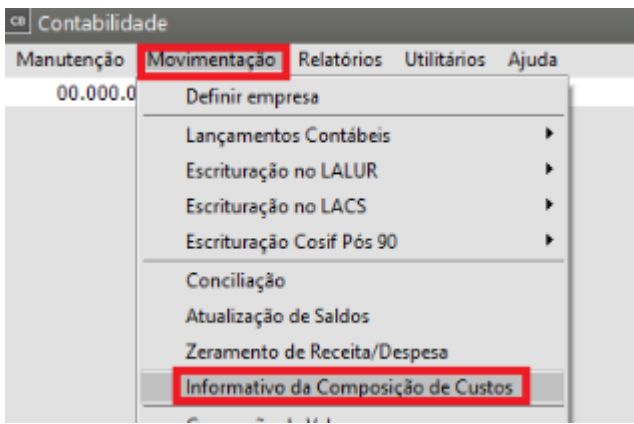 CB Contabilidade
Manutenção Movimentação Relatórios Utilitários Ajuda
00.000.0
Definir empresa
Lançamentos Contábeis
Escrituração no LALUR
Escrituração no LACS
Escrituração Cosif Pós 90
Conciliação
Atualização de Saldos
Zeramento de Receita/Despesa
Informativo da Composição de Custos